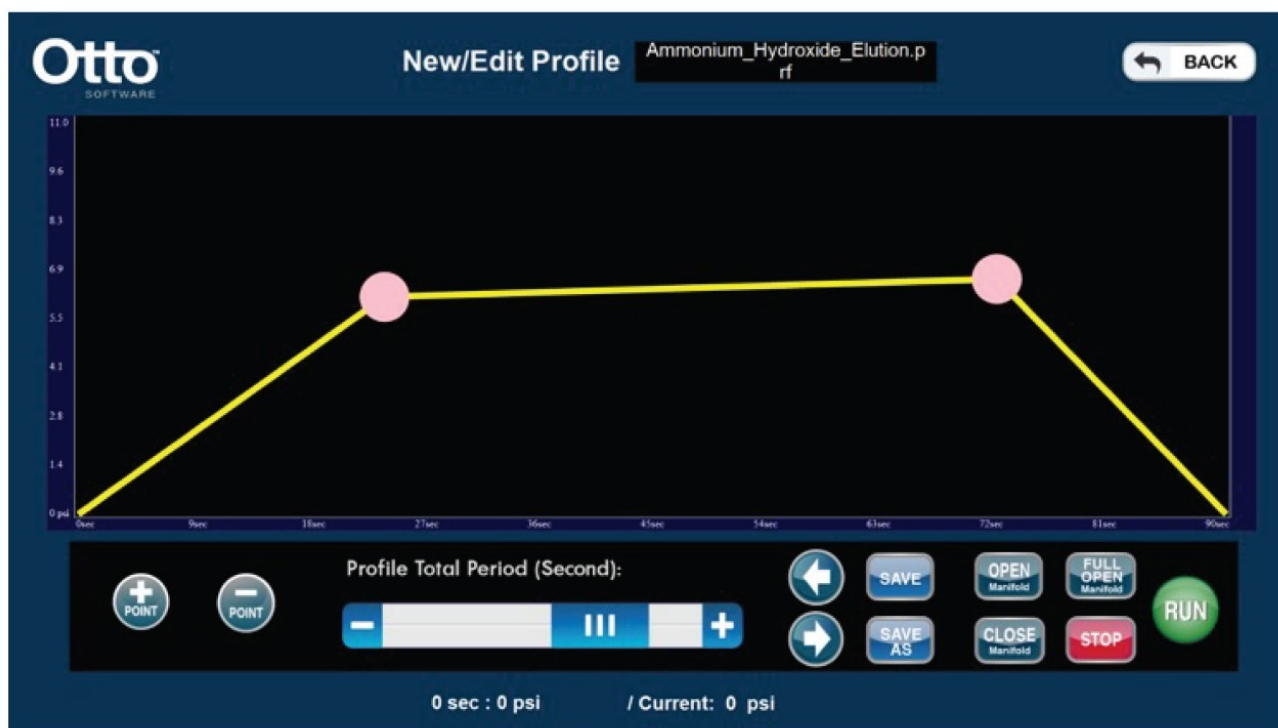 Otto™
SOFTWARE
New/Edit Profile
Ammonium_Hydroxide_Elution.p
rf
BACK
11.0
9.6
8.3
6.9
5.5
4.1
2.8
1.4
0 psi
0sec 9sec 18sec 27sec 36sec 45sec 54sec 63sec 72sec 81sec 90sec
+ POINT
− POINT
Profile Total Period (Second):
− +
SAVE
SAVE
AS
OPEN
Manifold
FULL
OPEN
Manifold
CLOSE
Manifold
STOP
RUN
0 sec : 0 psi / Current: 0 psi